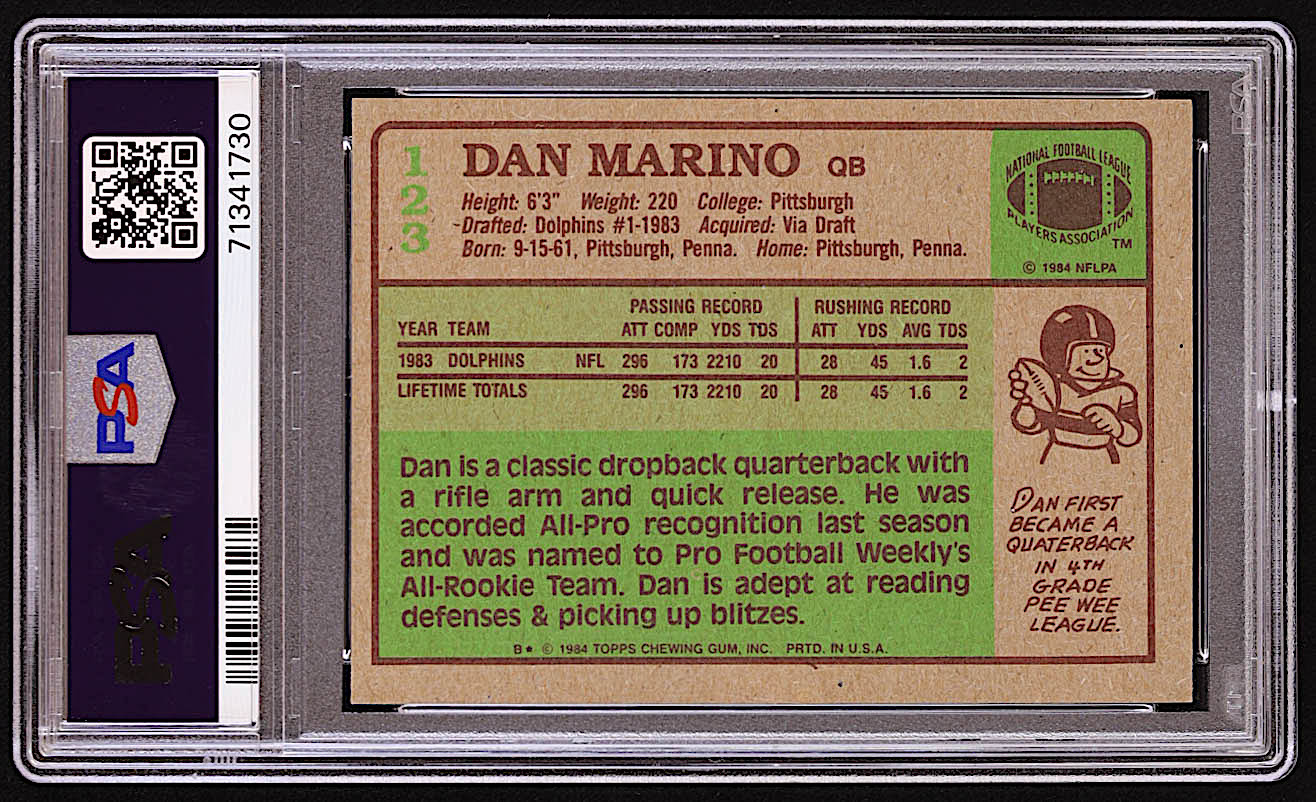 71341730
PSA
PSA
PSA
123
DAN MARINO QB
Height: 6'3" Weight: 220 College: Pittsburgh
Drafted: Dolphins #1-1983 Acquired: Via Draft
Born: 9-15-61, Pittsburgh, Penna. Home: Pittsburgh, Penna.
NATIONAL FOOTBALL LEAGUE
PLAYERS ASSOCIATION
TM
© 1984 NFLPA
PASSING RECORD RUSHING RECORD
YEAR TEAM ATT COMP YDS TDS ATT YDS AVG TDS
1983 DOLPHINS NFL 296 173 2210 20 28 45 1.6 2
LIFETIME TOTALS 296 173 2210 20 28 45 1.6 2
Dan is a classic dropback quarterback with
a rifle arm and quick release. He was
accorded All-Pro recognition last season
and was named to Pro Football Weekly's
All-Rookie Team. Dan is adept at reading
defenses & picking up blitzes.
B* © 1984 TOPPS CHEWING GUM, INC. PRTD. IN U.S.A.
DAN FIRST
BECAME A
QUATERBACK
IN 4TH
GRADE
PEE WEE
LEAGUE.